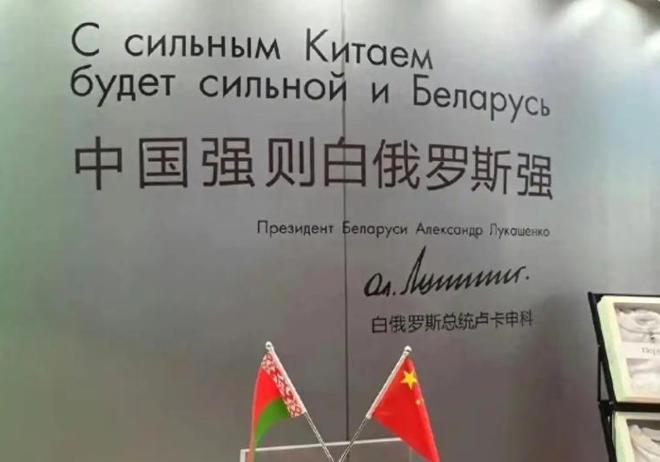 С сильным Китаем
будет сильной и Беларусь
中国强则白俄罗斯强
Президент Беларуси Александр Лукашенко
白俄罗斯总统卢卡申科